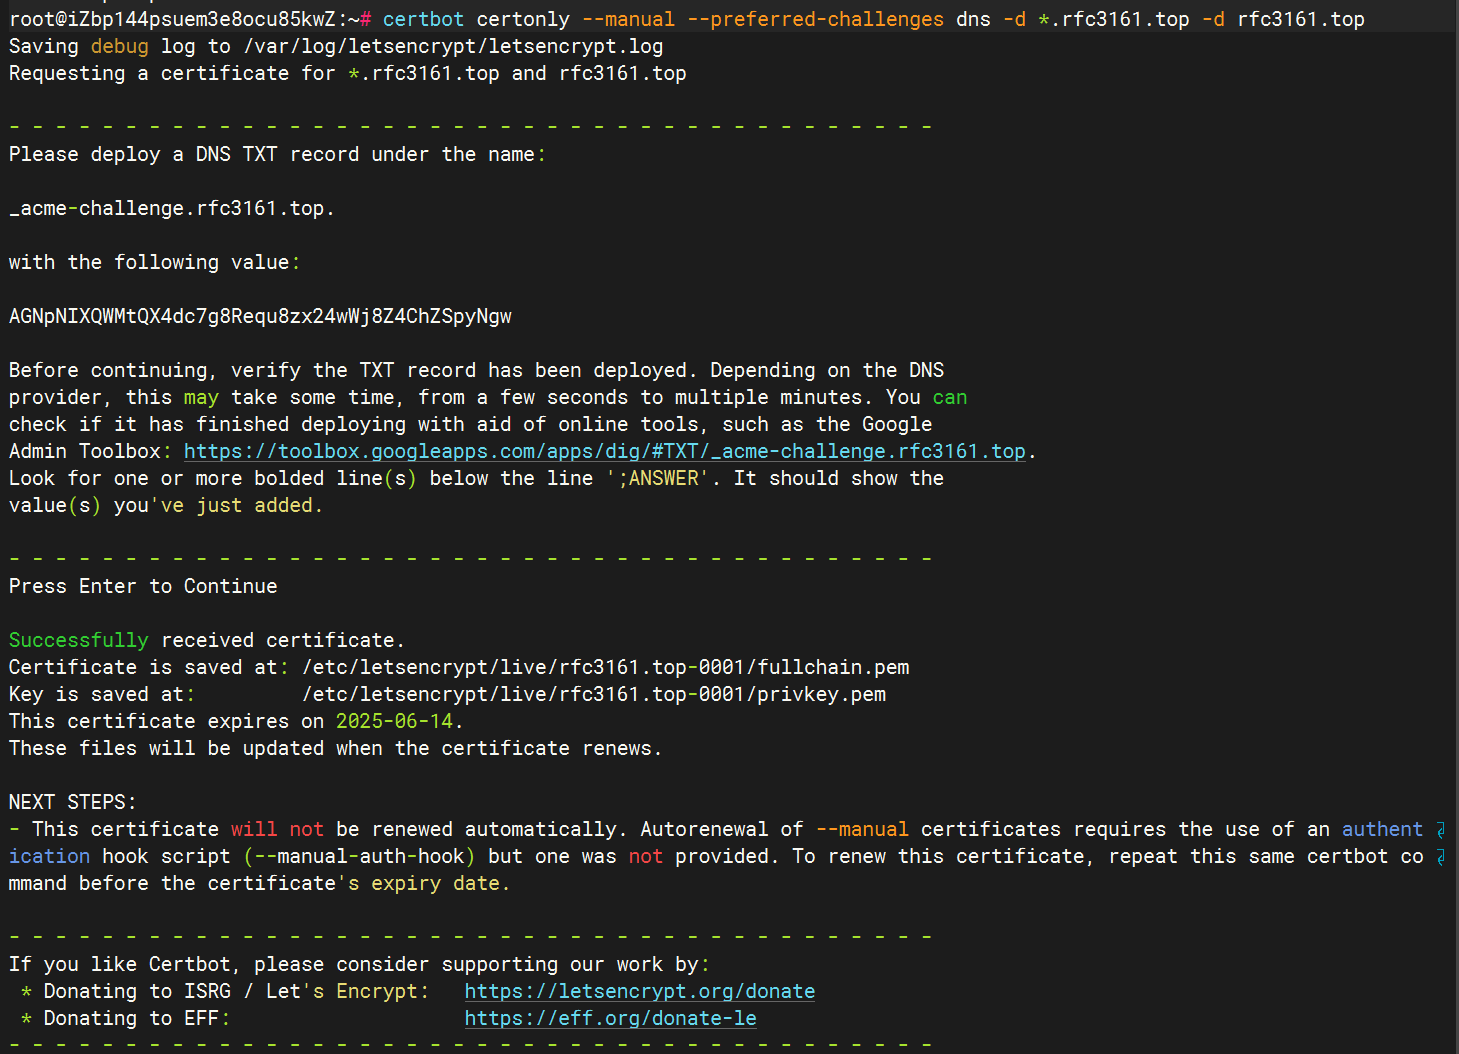 root@iZbp144psuem3e8ocu85kwZ:~# certbot certonly --manual --preferred-challenges dns -d *.rfc3161.top -d rfc3161.top
Saving debug log to /var/log/letsencrypt/letsencrypt.log
Requesting a certificate for *.rfc3161.top and rfc3161.top
- - - - - - - - - - - - - - - - - - - - - - - - - - - - - - - - - - - - - - - -
Please deploy a DNS TXT record under the name:
_acme-challenge.rfc3161.top.
with the following value:
AGNpNIXQWMtQX4dc7g8Requ8zx24wWj8Z4ChZSpyNgw
Before continuing, verify the TXT record has been deployed. Depending on the DNS
provider, this may take some time, from a few seconds to multiple minutes. You can
check if it has finished deploying with aid of online tools, such as the Google
Admin Toolbox: https://toolbox.googleapps.com/apps/dig/#TXT/_acme-challenge.rfc3161.top.
Look for one or more bolded line(s) below the line ';ANSWER'. It should show the
value(s) you've just added.
- - - - - - - - - - - - - - - - - - - - - - - - - - - - - - - - - - - - - - - -
Press Enter to Continue
Successfully received certificate.
Certificate is saved at: /etc/letsencrypt/live/rfc3161.top-0001/fullchain.pem
Key is saved at:         /etc/letsencrypt/live/rfc3161.top-0001/privkey.pem
This certificate expires on 2025-06-14.
These files will be updated when the certificate renews.
NEXT STEPS:
- This certificate will not be renewed automatically. Autorenewal of --manual certificates requires the use of an authent
ication hook script (--manual-auth-hook) but one was not provided. To renew this certificate, repeat this same certbot co
mmand before the certificate's expiry date.
- - - - - - - - - - - - - - - - - - - - - - - - - - - - - - - - - - - - - - - -
If you like Certbot, please consider supporting our work by:
 * Donating to ISRG / Let's Encrypt:   https://letsencrypt.org/donate
 * Donating to EFF:                    https://eff.org/donate-le
- - - - - - - - - - - - - - - - - - - - - - - - - - - - - - - - - - - - - - - -